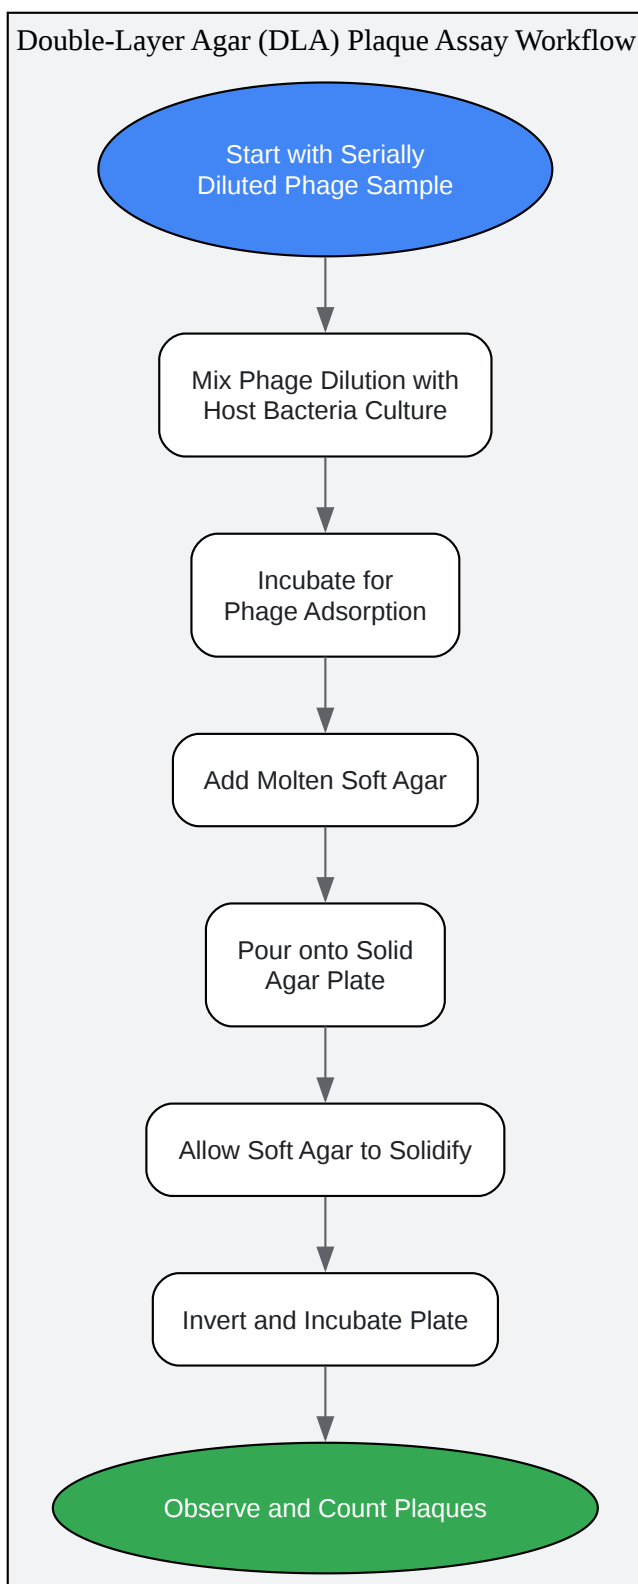 Double-Layer Agar (DLA) Plaque Assay Workflow
Start with Serially
Diluted Phage Sample
Mix Phage Dilution with
Host Bacteria Culture
Incubate for
Phage Adsorption
Add Molten Soft Agar
Pour onto Solid
Agar Plate
Allow Soft Agar to Solidify
Invert and Incubate Plate
Observe and Count Plaques